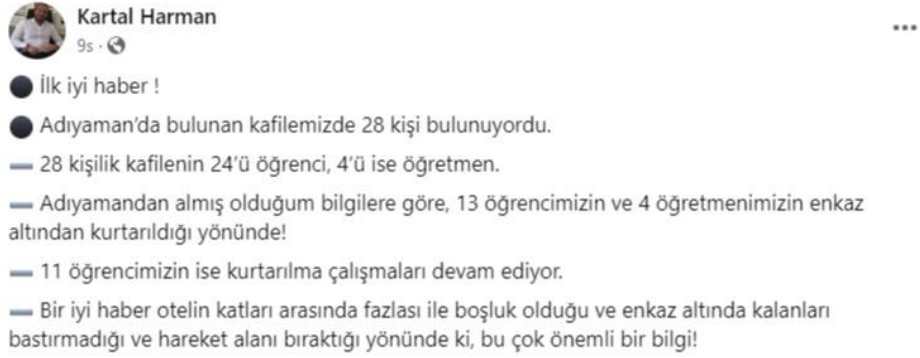 Kartal Harman
9s ·
İlk iyi haber !
Adıyaman'da bulunan kafilemizde 28 kişi bulunuyordu.
28 kişilik kafilenin 24'ü öğrenci, 4'ü ise öğretmen.
Adıyamandan almış olduğum bilgilere göre, 13 öğrencimizin ve 4 öğretmenimizin enkaz
altından kurtarıldığı yönünde!
11 öğrencimizin ise kurtarılma çalışmaları devam ediyor.
Bir iyi haber otelin katları arasında fazlası ile boşluk olduğu ve enkaz altında kalanları
bastırmadığı ve hareket alanı bıraktığı yönünde ki, bu çok önemli bir bilgi!